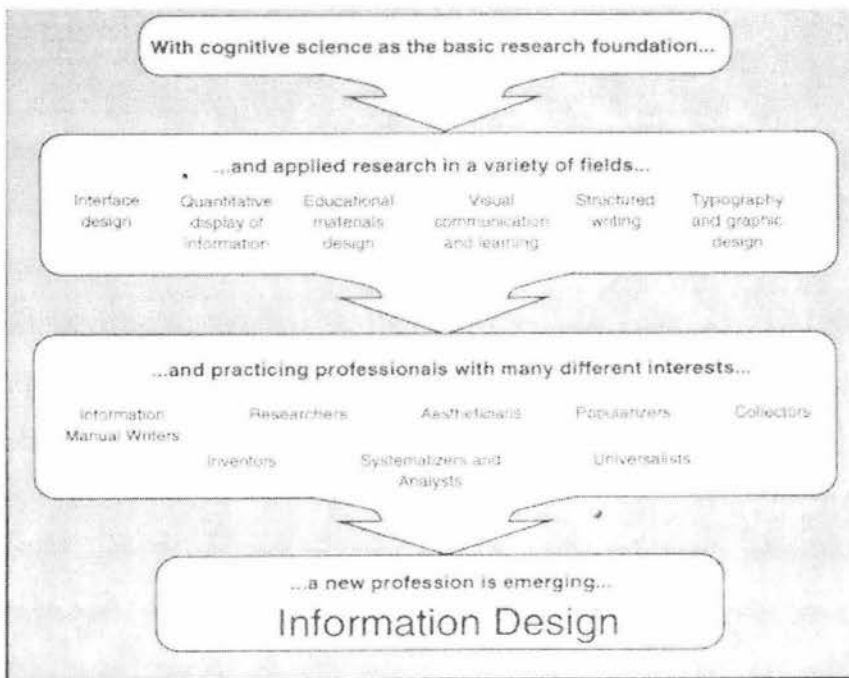 With cognitive science as the basic research foundation...
...and applied research in a variety of fields...
Interface
design
Quantitative
display of
information
Educational
materials
design
Visual
communication
and learning
Structured
writing
Typography
and graphic
design
...and practicing professionals with many different interests...
Information
Manual Writers
Researchers
Aestheticians
Popularizers
Collectors
Inventors
Systematizers and
Analysts
Universalists
...a new profession is emerging...
Information Design